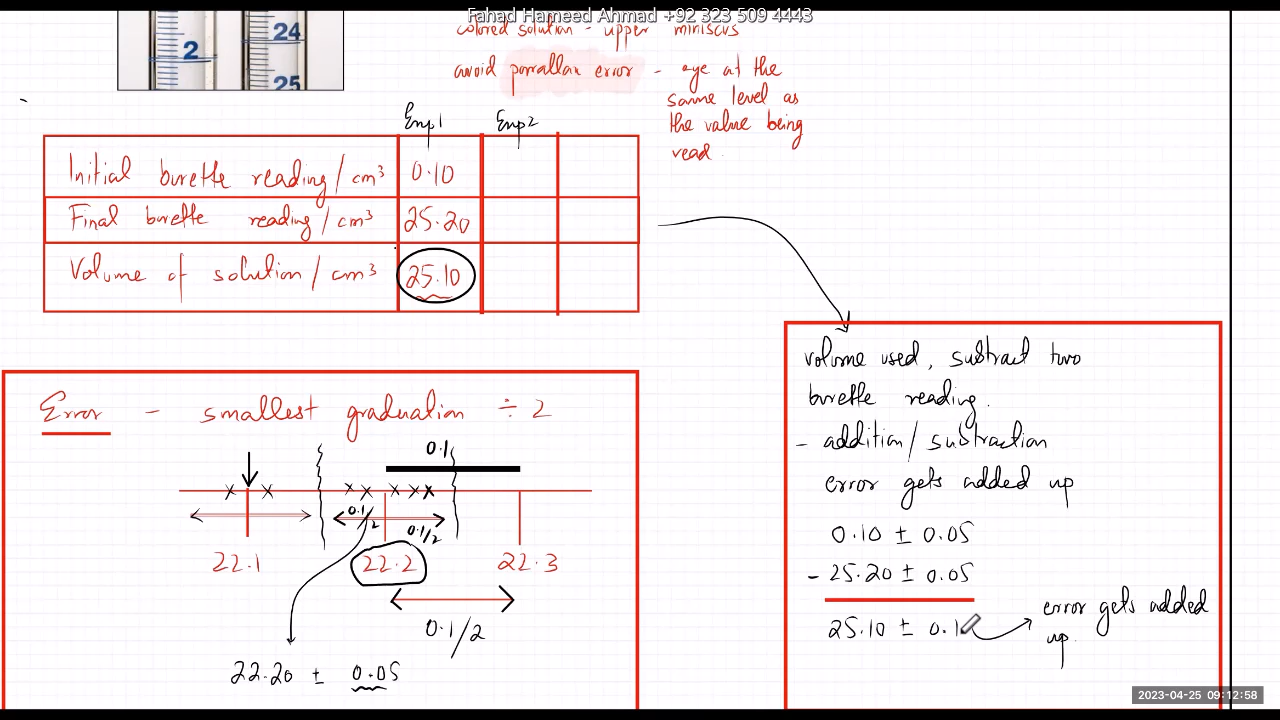 Fahad Hameed Ahmad +92 323 509 4443
colored solution - upper miniscus
24
2
25
avoid parrallax error - eye at the
same level as
the value being
read.
Exp1 Exp2
Initial burette reading/cm³ 0.10
Final burette reading/cm³ 25.20
Volume of solution/cm³ 25.10
Error - smallest graduation ÷ 2
0.1
0.1/2
0.1/2
22.1 22.2 22.3
0.1/2
22.20 ± 0.05
volume used, subtract two
burette reading.
- addition/subtraction
error gets added up
0.10 ± 0.05
- 25.20 ± 0.05
25.10 ± 0.1
error gets added
up.
2023-04-25 09:12:58